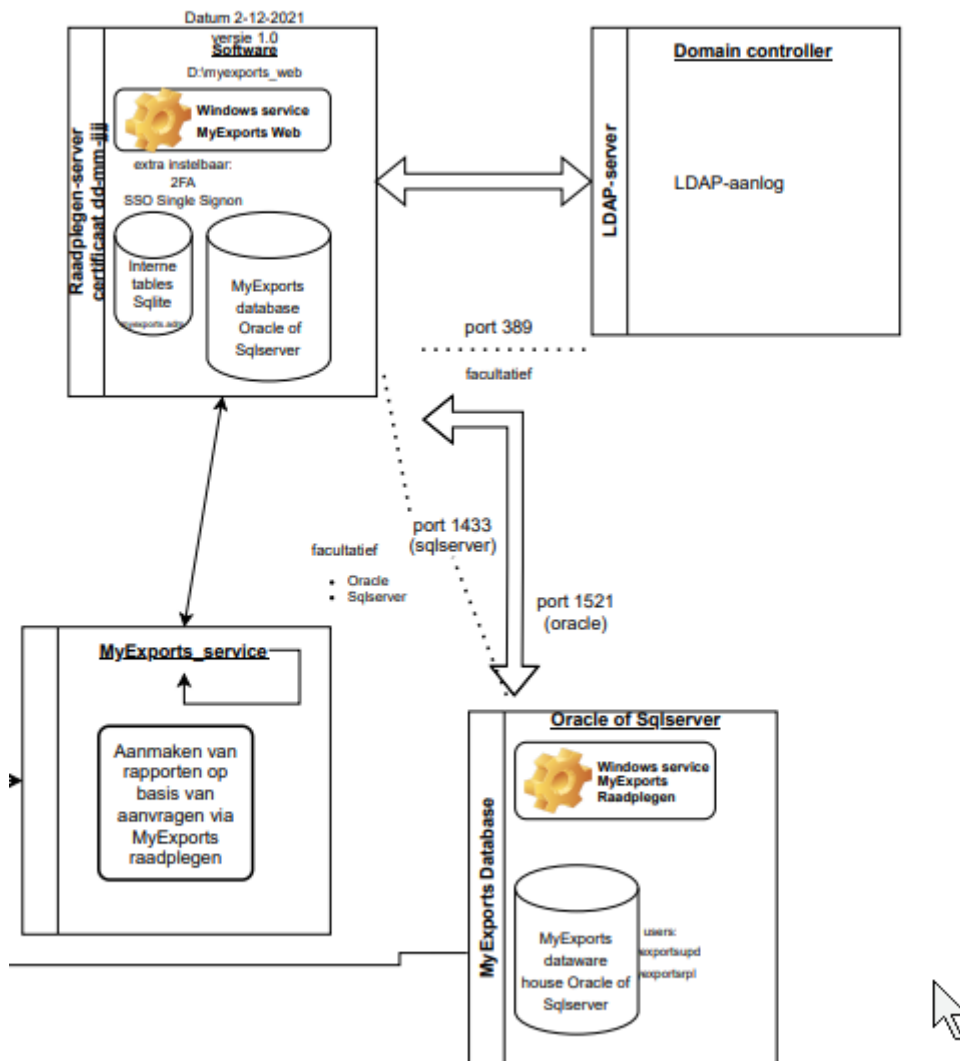 Datum 2-12-2021
versie 1.0
Software
D:\myexports_web
Windows service
MyExports Web
extra instelbaar:
2FA
SSO Single Signon
Interne
tables
Sqlite
MyExports
database
Oracle of
Sqlserver
Raadplegen-server
certificaat dd-mm-jjjj
Domain controller
LDAP-server
LDAP-aanlog
port 389
facultatief
port 1433
(sqlserver)
facultatief
• Oracle
• Sqlserver
port 1521
(oracle)
MyExports_service
Aanmaken van
rapporten op
basis van
aanvragen via
MyExports
raadplegen
Oracle of Sqlserver
Windows service
MyExports
Raadplegen
MyExports Database
MyExports
dataware
house Oracle of
Sqlserver
users:
exportsupd
exportsrpl